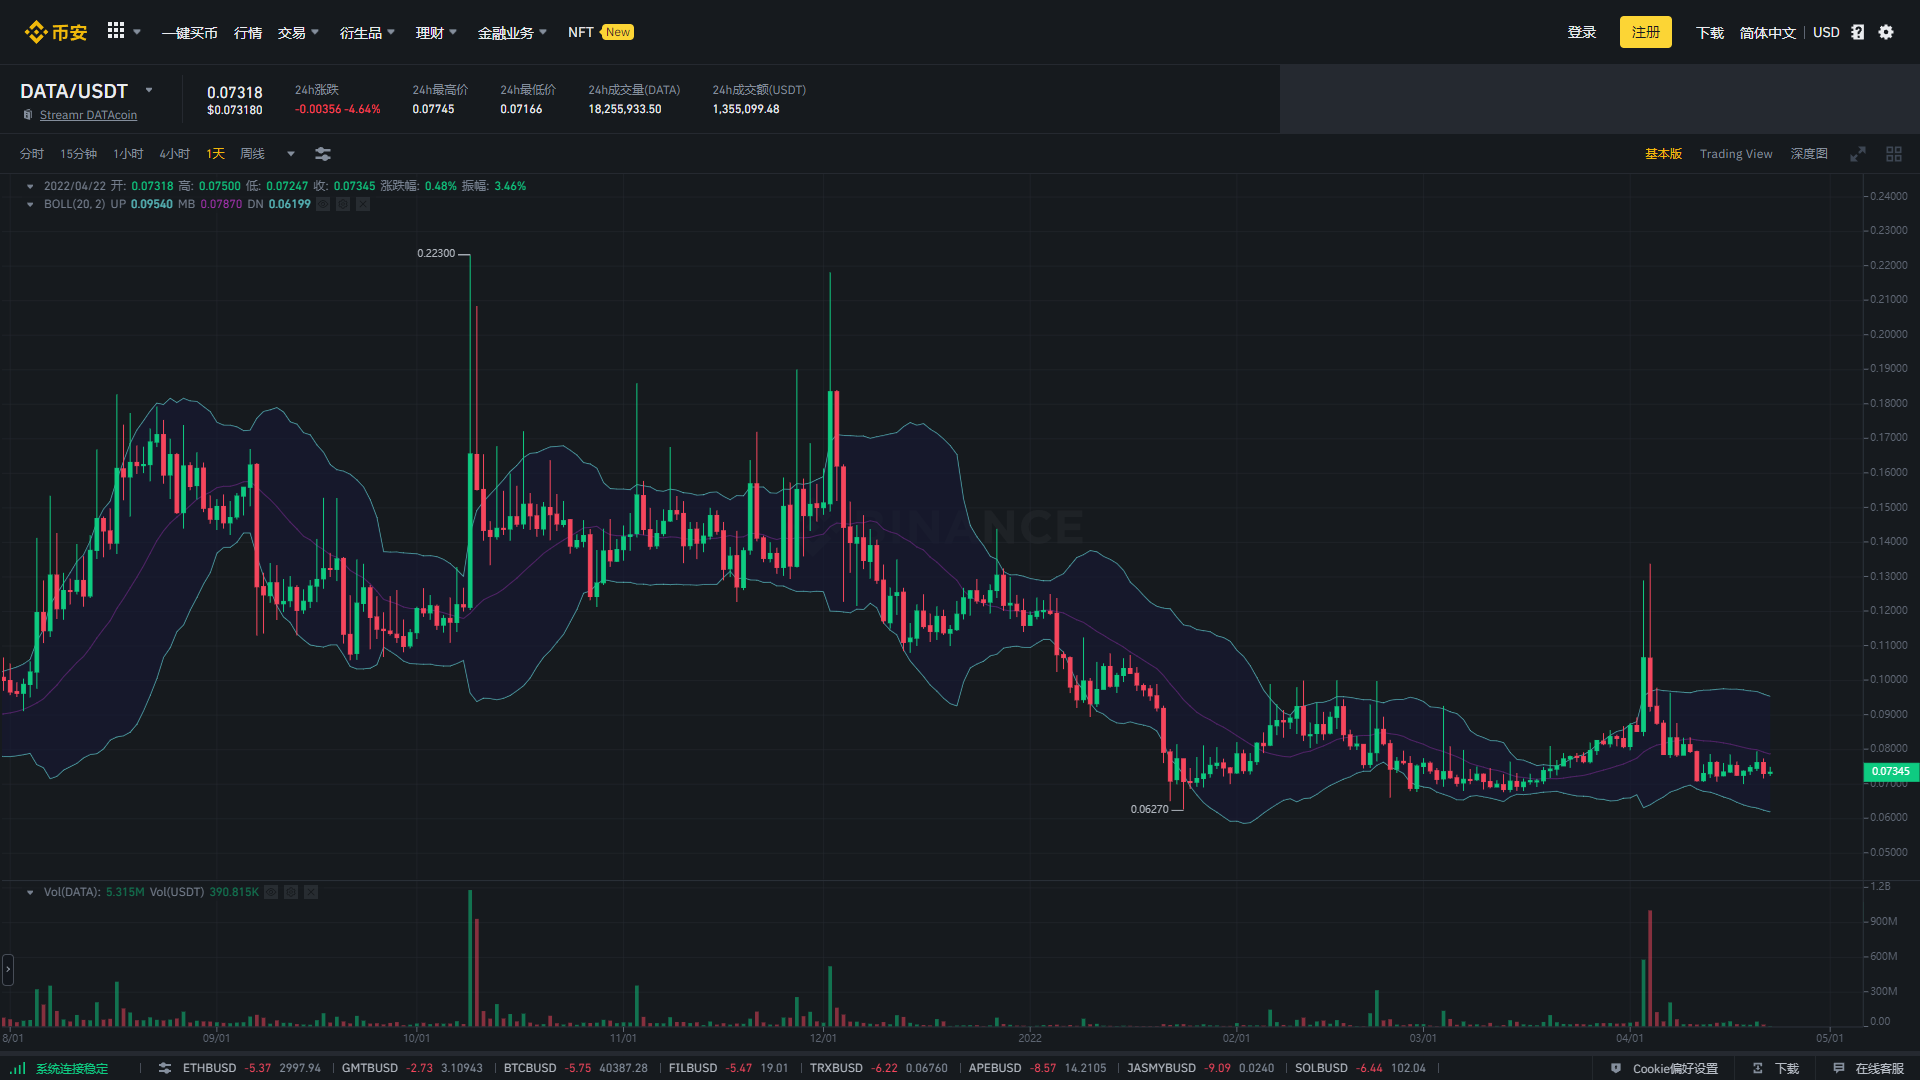 币安 一键买币 行情 交易 衍生品 理财 金融业务 NFT New 登录 注册 下载 简体中文 USD
DATA/USDT 0.07318 24h涨跌 24h最高价 24h最低价 24h成交量(DATA) 24h成交额(USDT)
Streamr DATAcoin $0.073180 -0.00356 -4.64% 0.07745 0.07166 18,255,933.50 1,355,099.48
分时 15分钟 1小时 4小时 1天 周线 基本版 Trading View 深度图
2022/04/22 开: 0.07318 高: 0.07500 低: 0.07247 收: 0.07345 涨跌幅: 0.48% 振幅: 3.46%
BOLL(20, 2) UP 0.09540 MB 0.07870 DN 0.06199
0.24000
0.23000
0.22300
0.22000
0.21000
0.20000
0.19000
0.18000
0.17000
0.16000
0.15000
BINANCE
0.14000
0.13000
0.12000
0.11000
0.10000
0.09000
0.08000
0.07345
0.07000
0.06270
0.06000
0.05000
Vol(DATA): 5.315M Vol(USDT) 390.815K
1.2B
900M
600M
300M
0.00
8/01 09/01 10/01 11/01 12/01 2022 02/01 03/01 04/01 05/01
系统连接稳定 ETHBUSD -5.37 2997.94 GMTBUSD -2.73 3.10943 BTCBUSD -5.75 40387.28 FILBUSD -5.47 19.01 TRXBUSD -6.22 0.06760 APEBUSD -8.57 14.2105 JASMYBUSD -9.09 0.0240 SOLBUSD -6.44 102.04 Cookie偏好设置 下载 在线客服